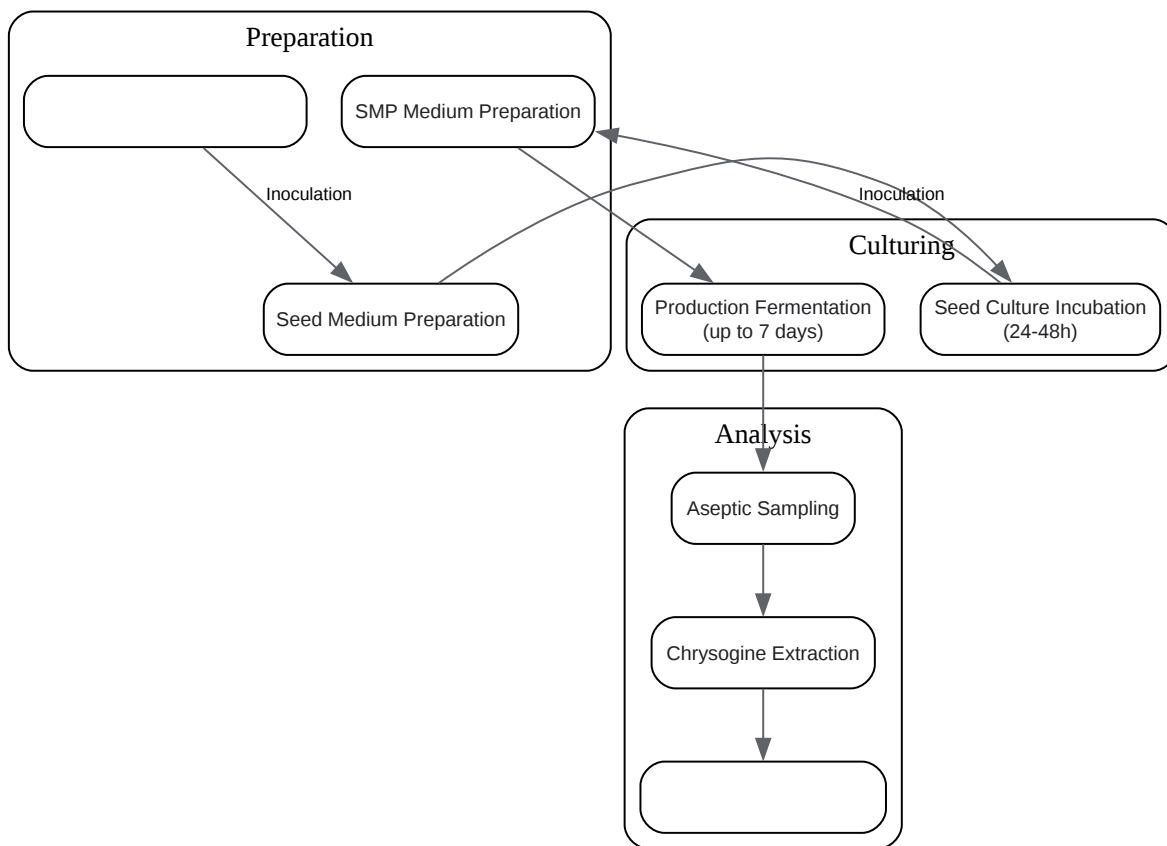 Preparation
SMP Medium Preparation
Inoculation
Seed Medium Preparation
Inoculation
Culturing
Production Fermentation
(up to 7 days)
Seed Culture Incubation
(24-48h)
Analysis
Aseptic Sampling
Chrysogine Extraction